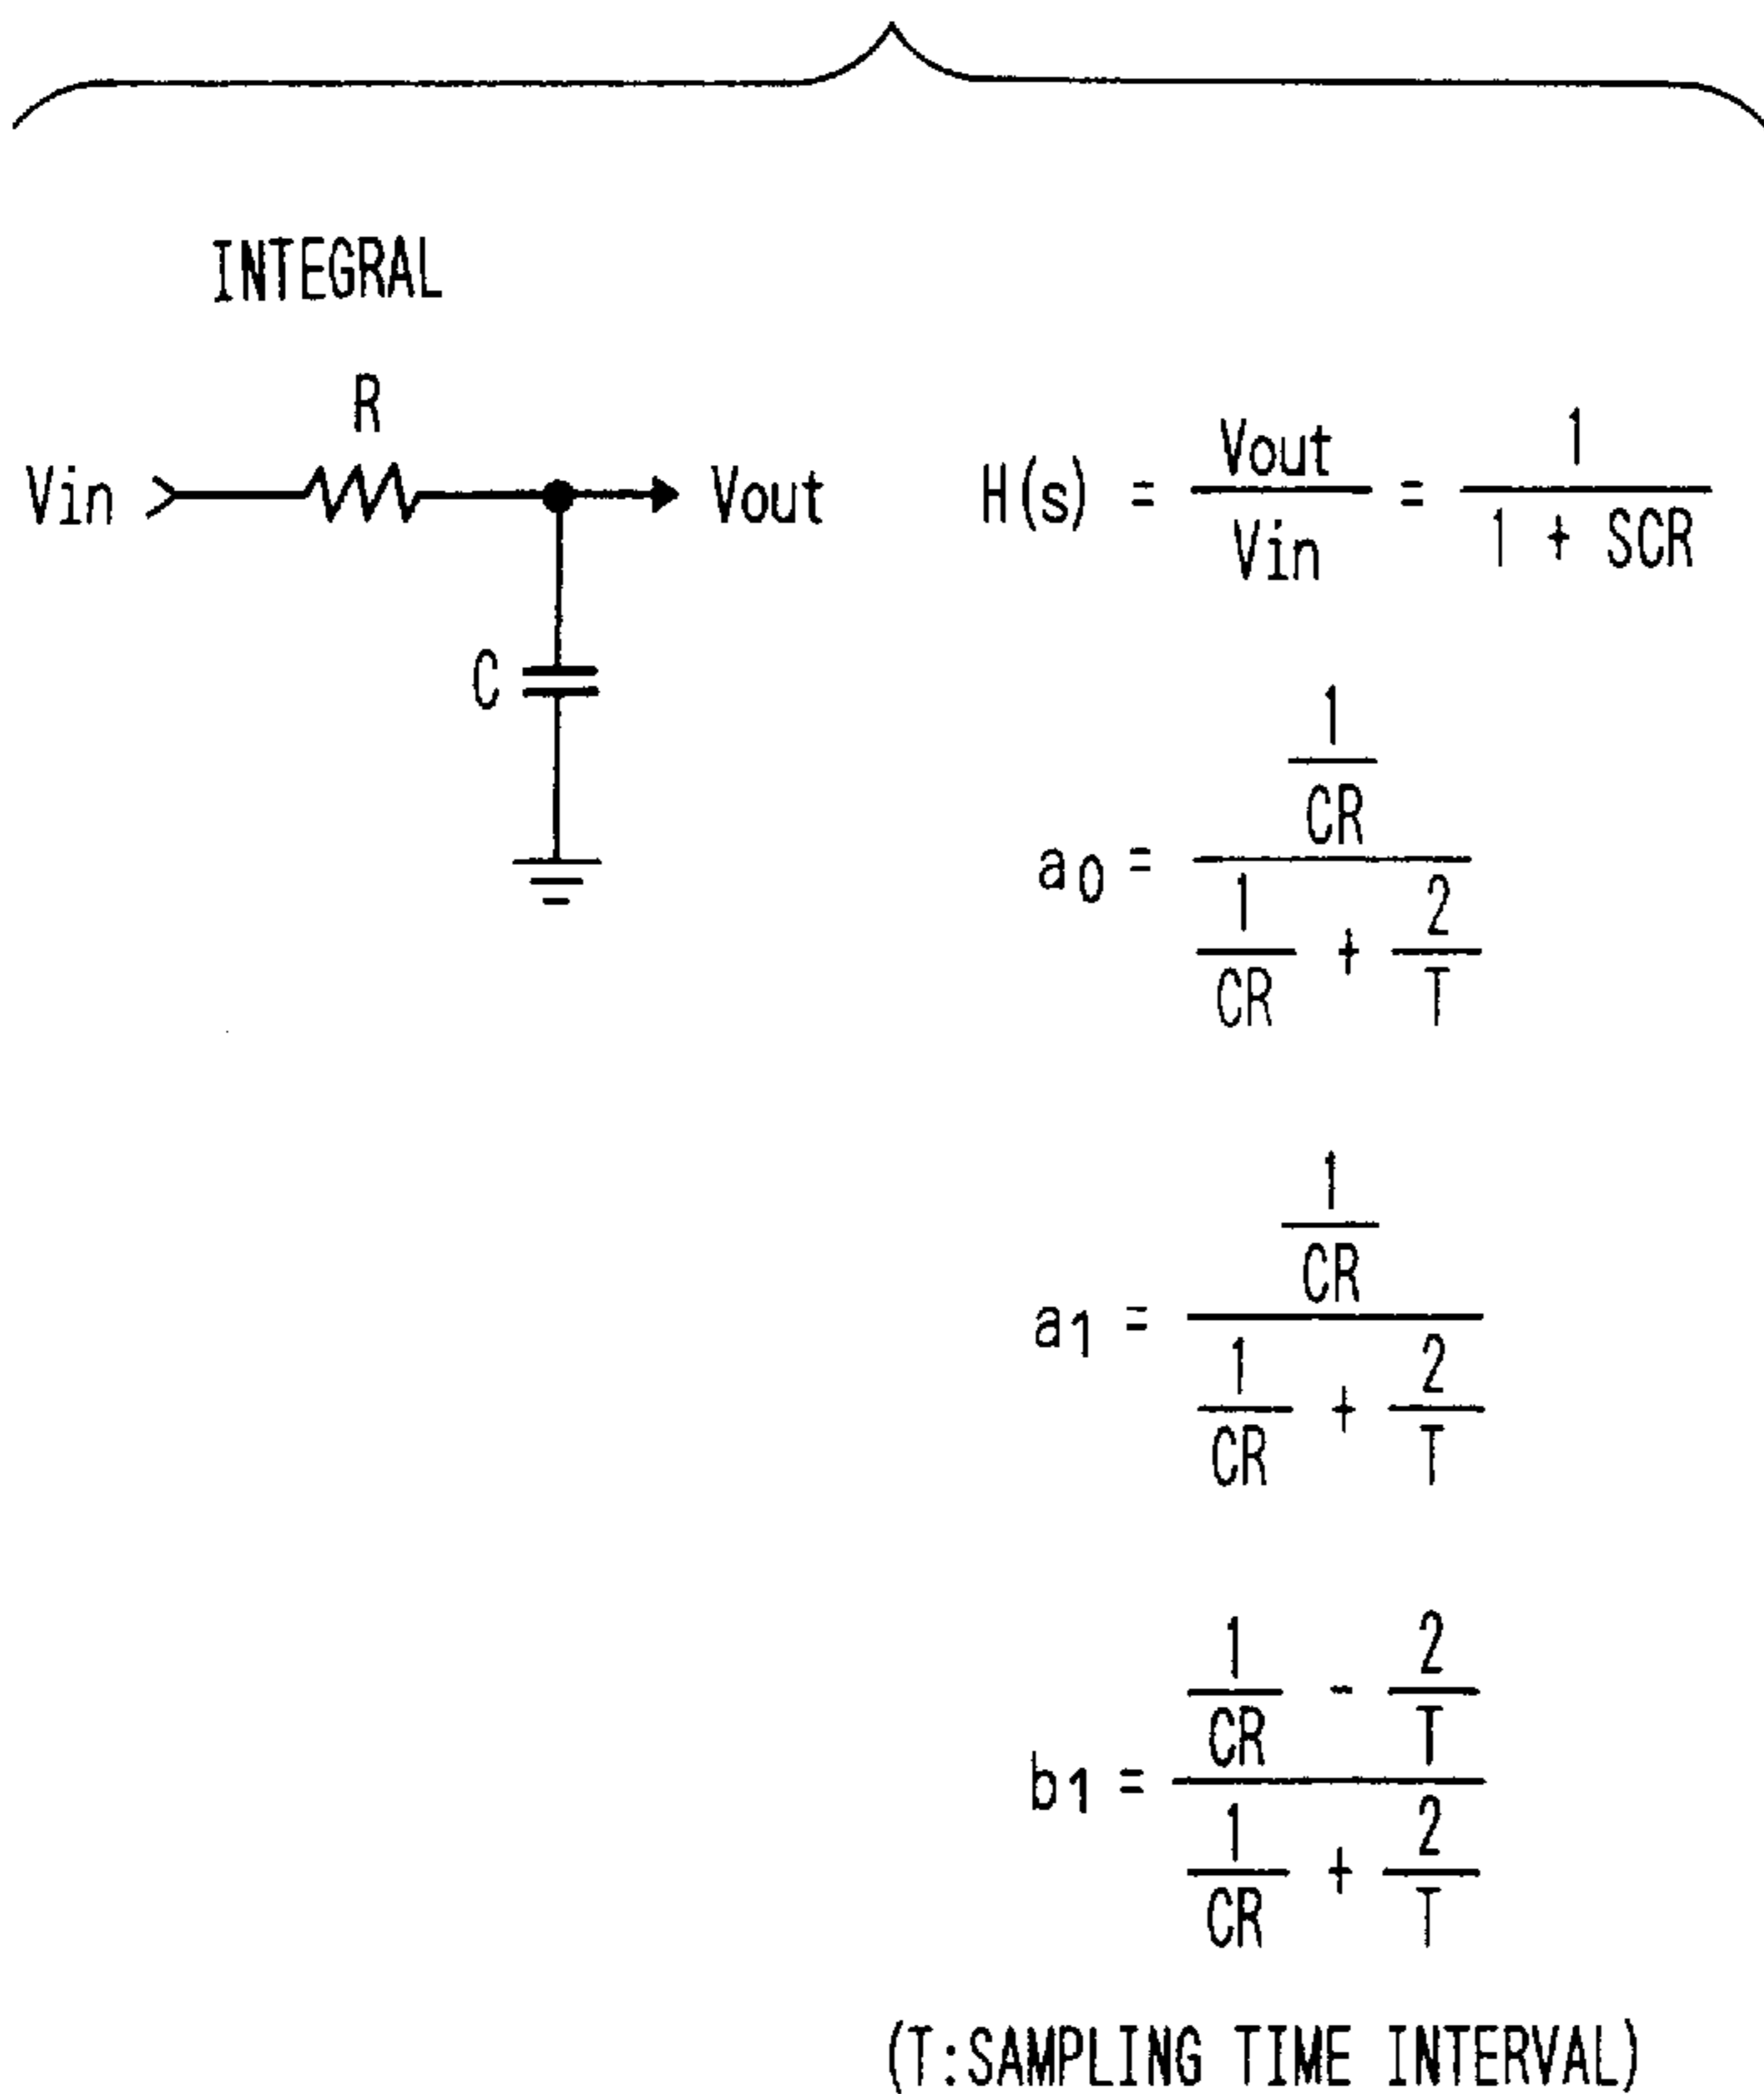 INTEGRAL
R
Vin
Vout
C
H(s) = Vout / Vin = 1 / (1 + SCR)
a0 = (1/CR) / (1/CR + 2/T)
a1 = (1/CR) / (1/CR + 2/T)
b1 = (1/CR - 2/T) / (1/CR + 2/T)
(T:SAMPLING TIME INTERVAL)